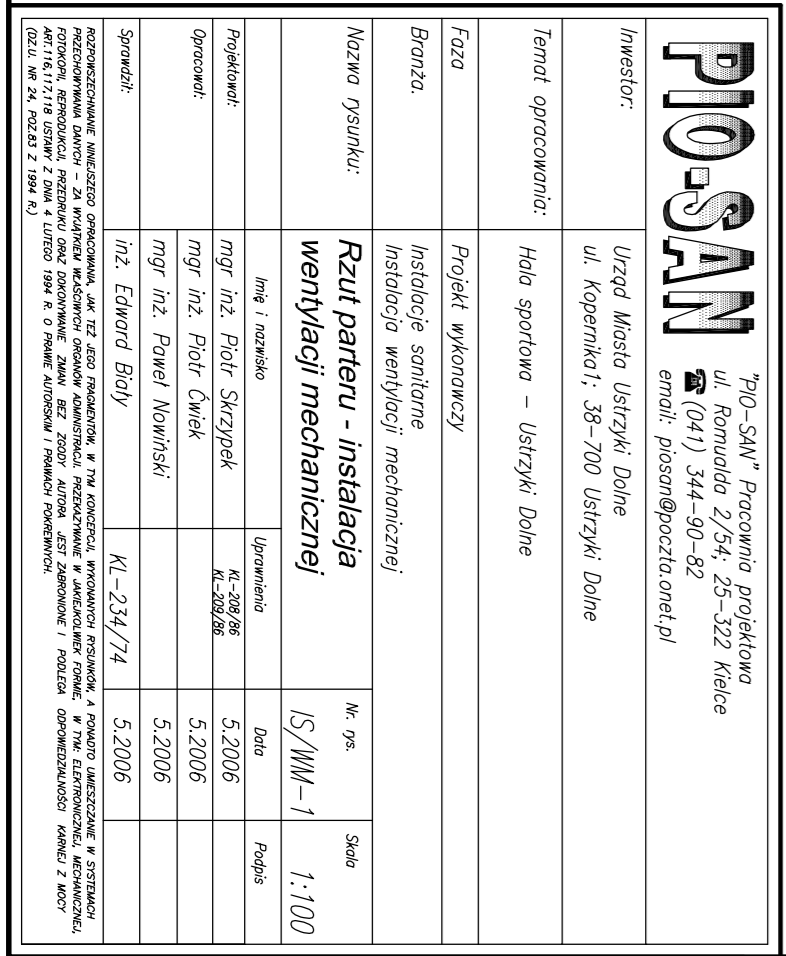 PIO-SAN
"PIO-SAN" Pracownia projektowa
ul. Romualda 2/54; 25-322 Kielce
☎ (041) 344-90-82
email: piosan@poczta.onet.pl
Inwestor:
Urząd Miasta Ustrzyki Dolne
ul. Kopernika1; 38-700 Ustrzyki Dolne
Temat opracowania:
Hala sportowa - Ustrzyki Dolne
Faza
Projekt wykonawczy
Branża.
Instalacje sanitarne
Instalacja wentylacji mechanicznej
Nazwa rysunku:
Rzut parteru - instalacja
wentylacji mechanicznej
Nr. rys.
IS/WM-1
Skala
1:100
Imię i nazwisko
Uprawnienia
Data
Podpis
Projektował:
mgr inż. Piotr Skrzypek
KL-208/86
KL-209/86
5.2006
Opracował:
mgr inż. Piotr Ćwiek
5.2006
mgr inż. Paweł Nowiński
5.2006
Sprawdził:
inż. Edward Biały
KL-234/74
5.2006
ROZPOWSZECHNIANIE NINIEJSZEGO OPRACOWANIA, JAK TEŻ JEGO FRAGMENTÓW, W TYM KONCEPCJI, WYKONANYCH RYSUNKÓW, A PONADTO UMIESZCZANIE W SYSTEMACH
PRZECHOWYWANIA DANYCH - ZA WYJĄTKIEM WŁAŚCIWYCH ORGANÓW ADMINISTRACJI. PRZEKAZYWANIE W JAKIEJKOLWIEK FORMIE, W TYM: ELEKTRONICZNEJ, MECHANICZNEJ,
FOTOKOPII, REPRODUKCJI, PRZEDRUKU ORAZ DOKONYWANIE ZMIAN BEZ ZGODY AUTORA JEST ZABRONIONE I PODLEGA ODPOWIEDZIALNOŚCI KARNEJ Z MOCY
ART.116,117,118 USTAWY Z DNIA 4 LUTEGO 1994 R. O PRAWIE AUTORSKIM I PRAWACH POKREWNYCH.
(DZ.U. NR 24, POZ.83 Z 1994 R.)